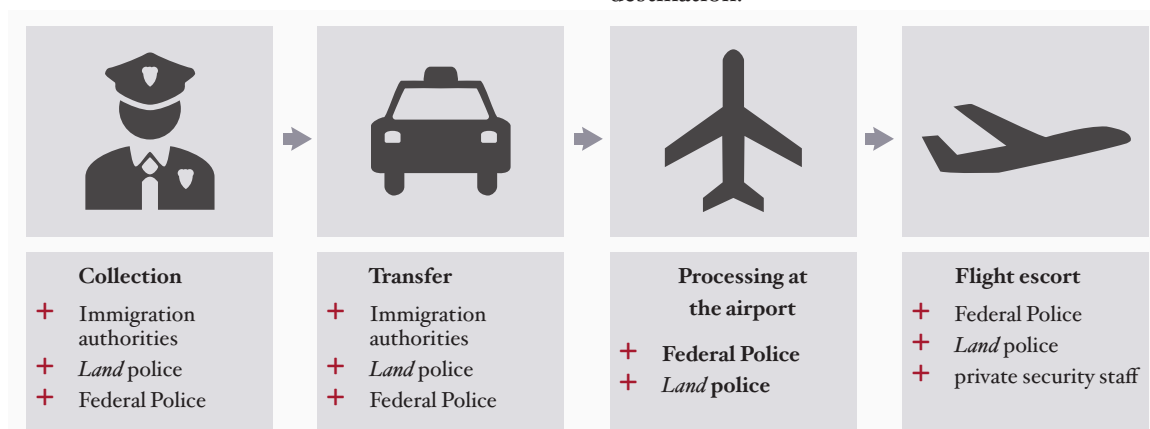 Collection
+ Immigration
authorities
+ Land police
+ Federal Police
Transfer
+ Immigration
authorities
+ Land police
+ Federal Police
Processing at
the airport
+ Federal Police
+ Land police
Flight escort
+ Federal Police
+ Land police
+ private security staff